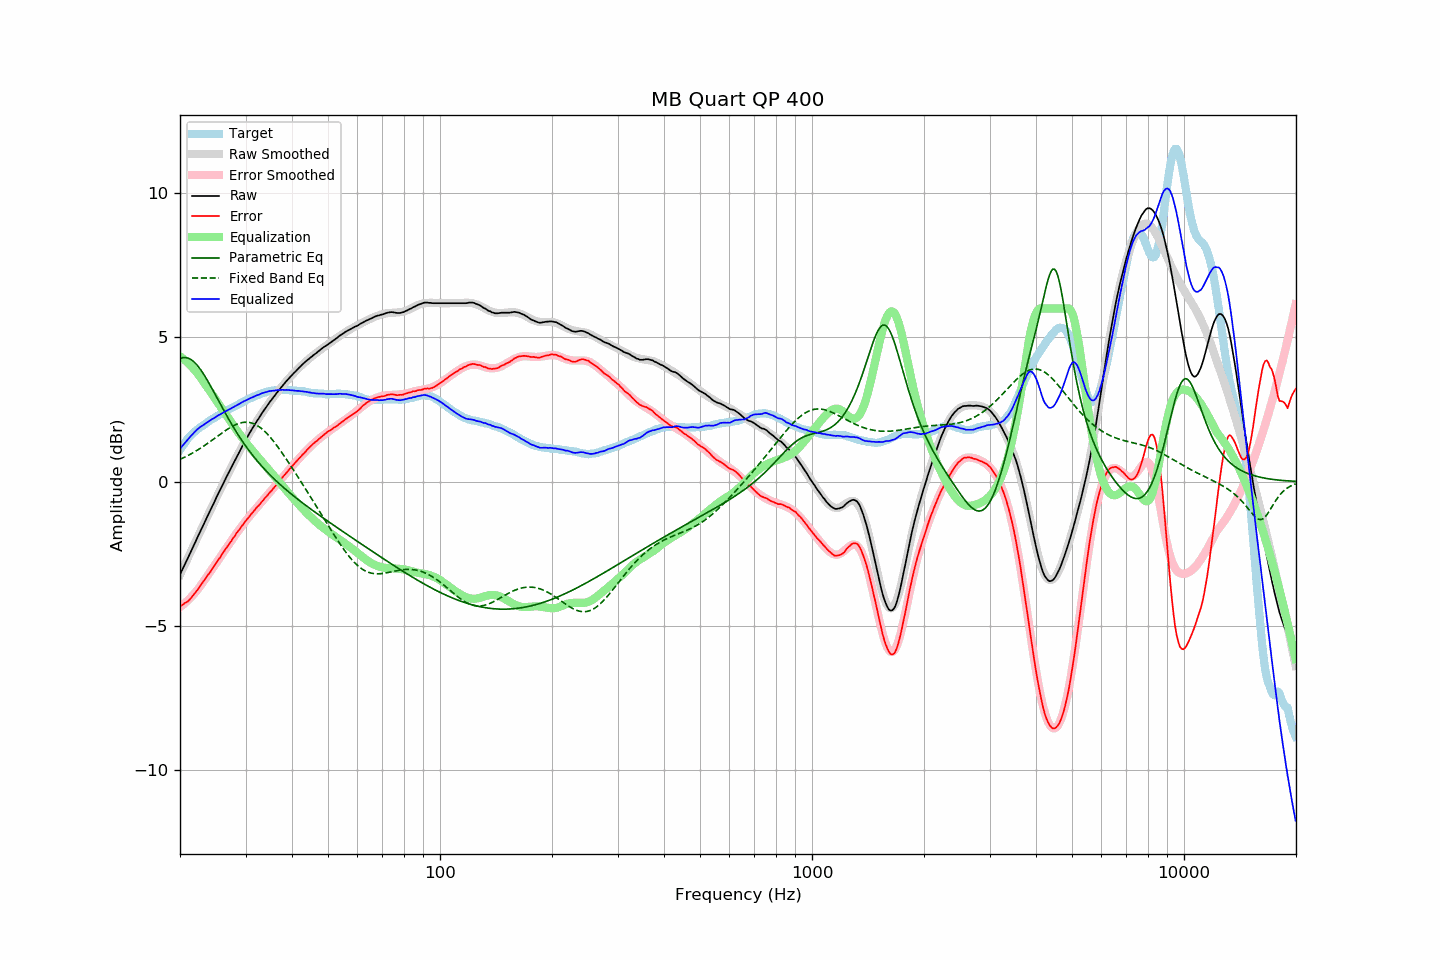 MB Quart QP 400
Target
Raw Smoothed
Error Smoothed
Raw
Error
Equalization
Parametric Eq
Fixed Band Eq
Equalized
10
5
0
−5
−10
Amplitude (dBr)
100
1000
10000
Frequency (Hz)